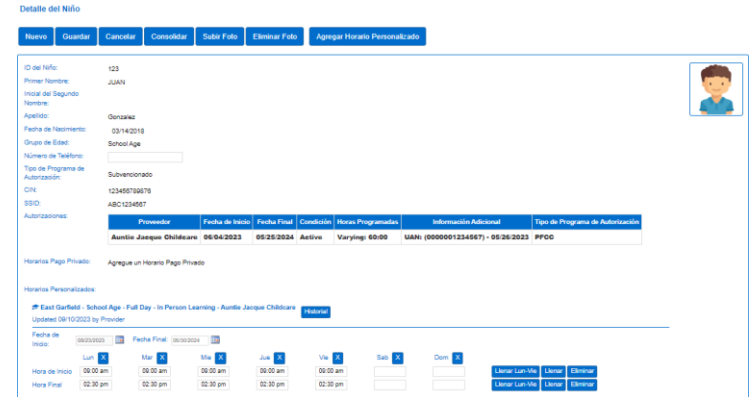 Detalle del Niño
Nuevo Guardar Cancelar Consolidar Subir Foto Eliminar Foto Agregar Horario Personalizado
ID del Niño: 123
Primer Nombre: JUAN
Inicial del Segundo
Nombre:
Apellido: Gonzalez
Fecha de Nacimiento: 03/14/2018
Grupo de Edad: School Age
Número de Teléfono:
Tipo de Programa de
Autorización: Subvencionado
CIN: 123456789876
SSID: ABC1234567
Autorizaciones:
Proveedor Fecha de Inicio Fecha Final Condición Horas Programadas Información Adicional Tipo de Programa de Autorización
Auntie Jacque Childcare 06/04/2023 05/25/2024 Active Varying: 60:00 UAN: (0000001234567) - 05/26/2023 PFCC
Horarios Pago Privado: Agregue un Horario Pago Privado
Horarios Personalizados:
East Garfield - School Age - Full Day - In Person Learning - Auntie Jacque Childcare Historial
Updated 09/10/2023 by Provider
Fecha de
Inicio: Fecha Final:
Lun X Mar X Mie X Jue X Vie X Sab X Dom X
Hora de Inicio 09:00 am 09:00 am 09:00 am 09:00 am 09:00 am Llenar Lun-Vie Llenar Eliminar
Hora Final 02:30 pm 02:30 pm 02:30 pm 02:30 pm 02:30 pm Llenar Lun-Vie Llenar Eliminar